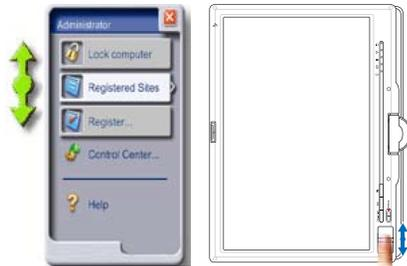 Administrator
Lock computer
Registered Sites
Register...
Control Center...
Help